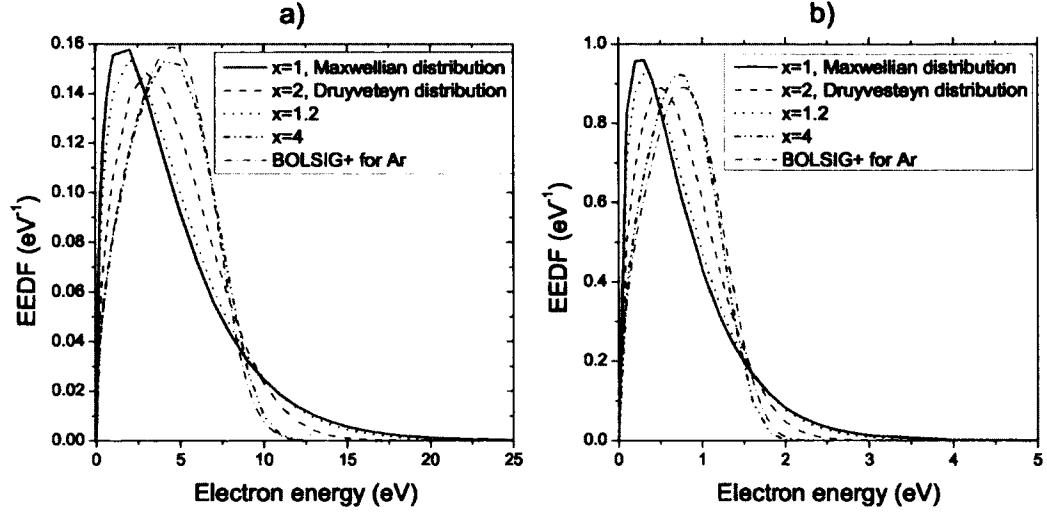 a)
0.16
0.14
0.12
0.10
0.08
0.06
0.04
0.02
0.00
EEDF (eV⁻¹)
x=1, Maxwellian distribution
x=2, Druyveteyn distribution
x=1.2
x=4
BOLSIG+ for Ar
0 5 10 15 20 25
Electron energy (eV)
b)
1.0
0.8
0.6
0.4
0.2
0.0
EEDF (eV⁻¹)
x=1, Maxwellian distribution
x=2, Druyvesteyn distribution
x=1.2
x=4
BOLSIG+ for Ar
0 1 2 3 4 5
Electron energy (eV)